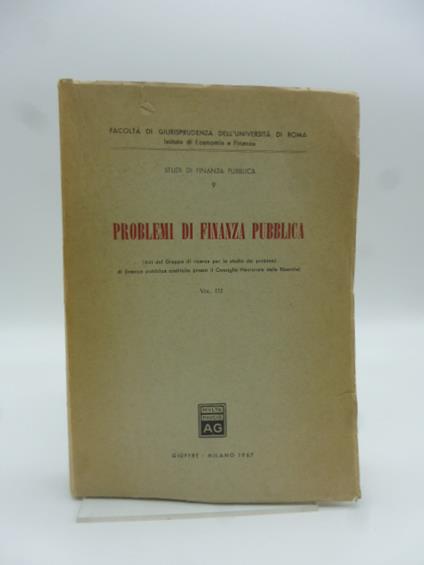 FACOLTÀ DI GIURISPRUDENZA DELL'UNIVERSITÀ DI ROMA
Istituto di Economia e Finanza
STUDI DI FINANZA PUBBLICA
9
PROBLEMI DI FINANZA PUBBLICA
(Atti del Gruppo di ricerca per lo studio dei problemi
di finanza pubblica costituito presso il Consiglio Nazionale delle Ricerche)
VOL. III
MVLTA
PAVCIS
AG
GIUFFRÈ - MILANO 1967